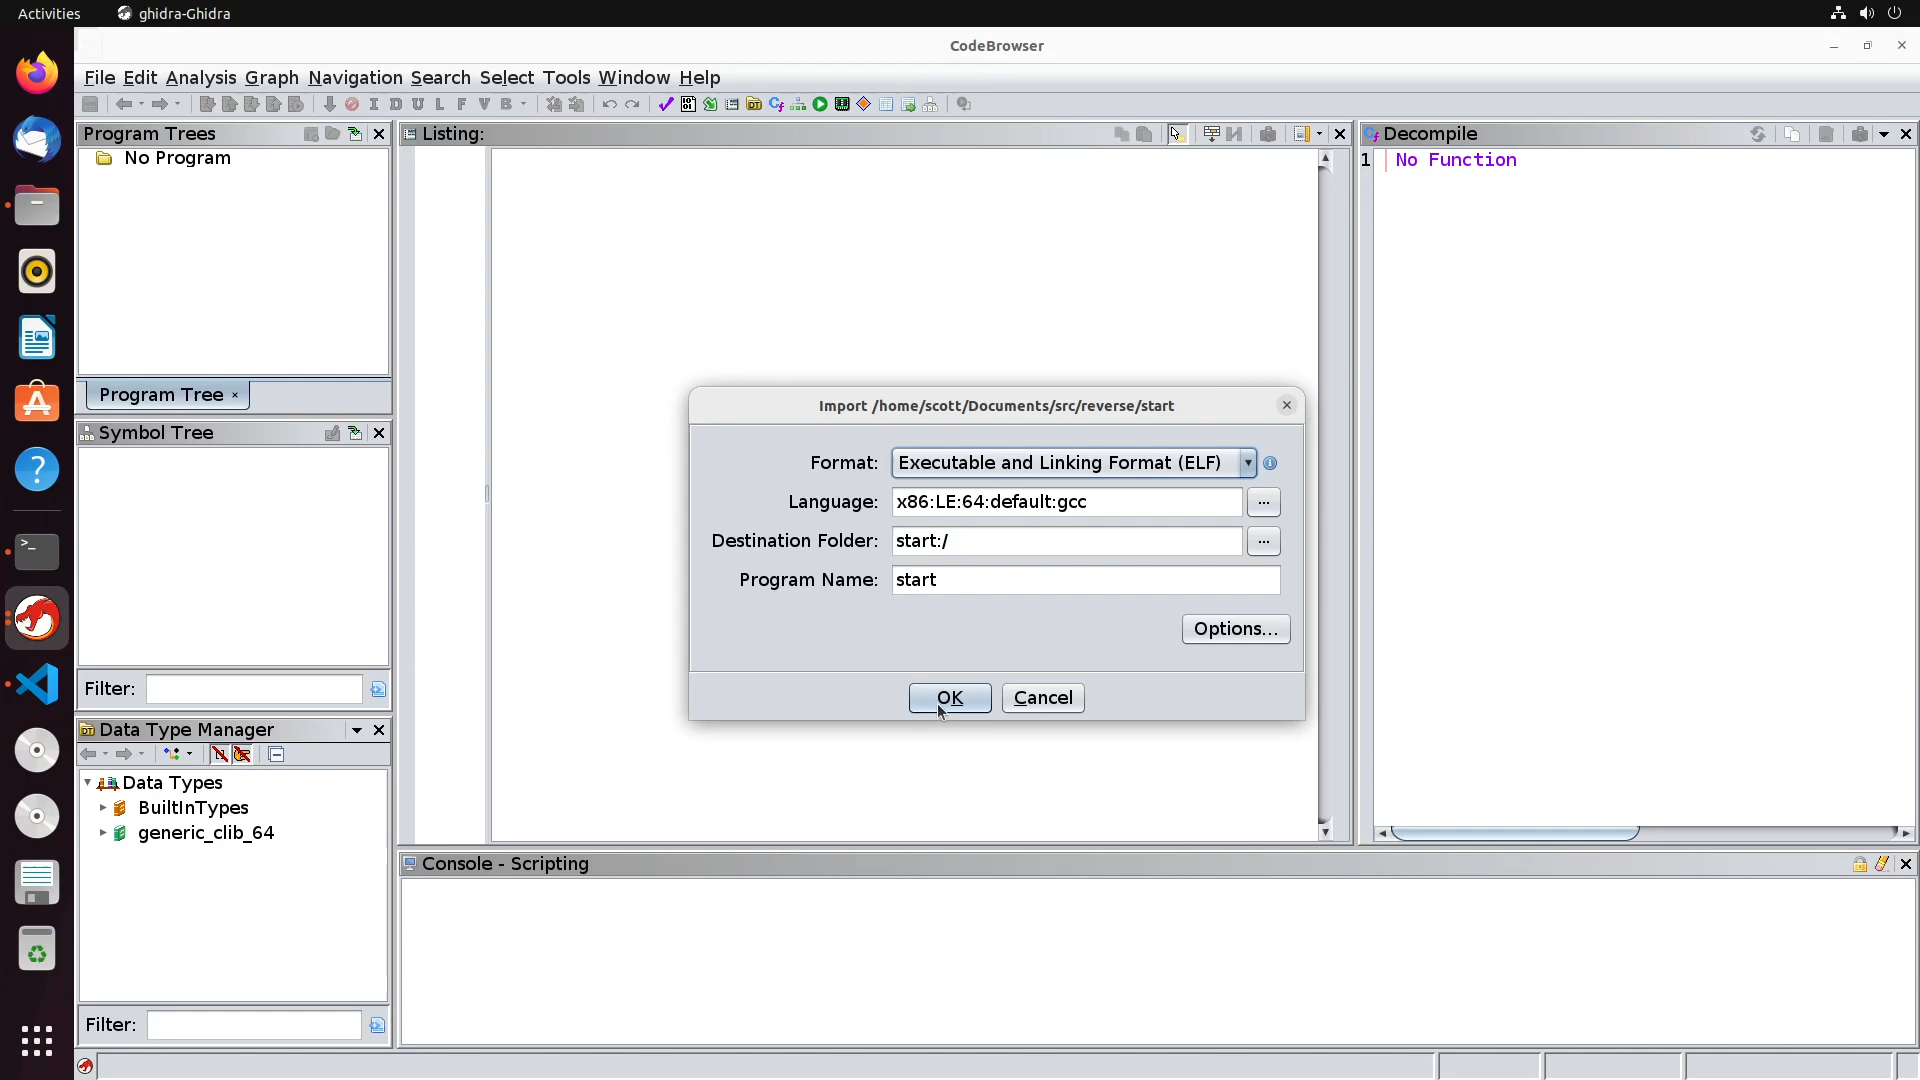 Activities ghidra-Ghidra
CodeBrowser
File Edit Analysis Graph Navigation Search Select Tools Window Help
I D U L F V B
Program Trees
No Program
Program Tree
Symbol Tree
Filter:
Data Type Manager
Data Types
BuiltInTypes
generic_clib_64
Filter:
Listing:
Decompile
1 No Function
Import /home/scott/Documents/src/reverse/start
Format: Executable and Linking Format (ELF)
Language: x86:LE:64:default:gcc ...
Destination Folder: start:/ ...
Program Name: start
Options...
OK Cancel
Console - Scripting